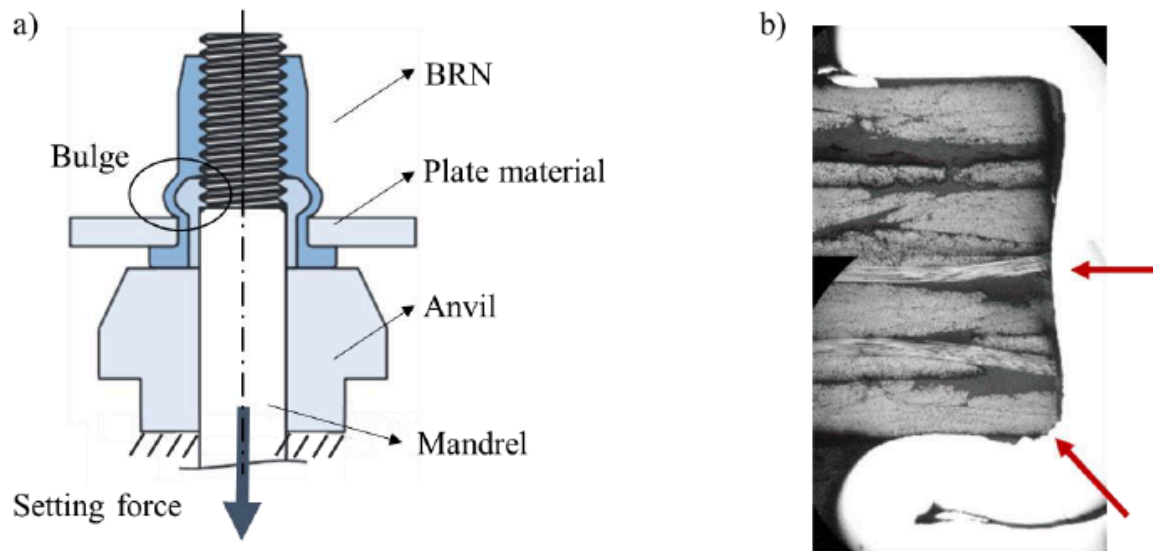 a)
BRN
Bulge
Plate material
Anvil
Mandrel
Setting force
b)